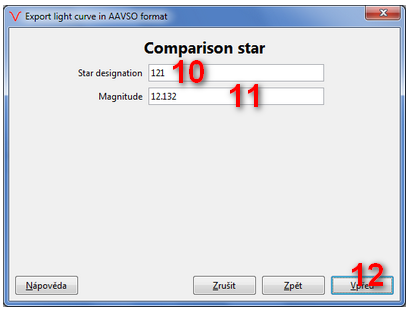 Export light curve in AAVSO format
Comparison star
Star designation 121 10
Magnitude 12.132 11
12
Nápověda Zrušit Zpět Vpřed